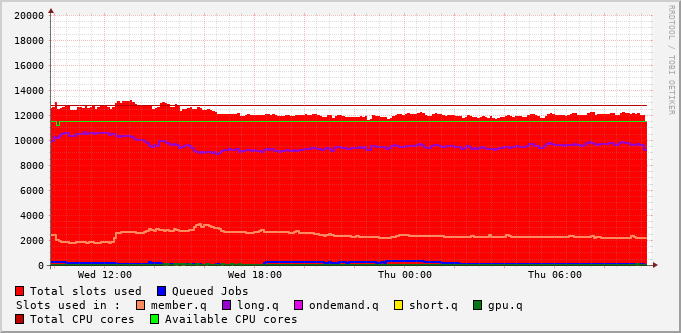 20000
18000
16000
14000
12000
10000
8000
6000
4000
2000
0
Wed 12:00 Wed 18:00 Thu 00:00 Thu 06:00
Total slots used Queued Jobs
Slots used in : member.q long.q ondemand.q short.q gpu.q
Total CPU cores Available CPU cores
RRDTOOL / TOBI OETIKER